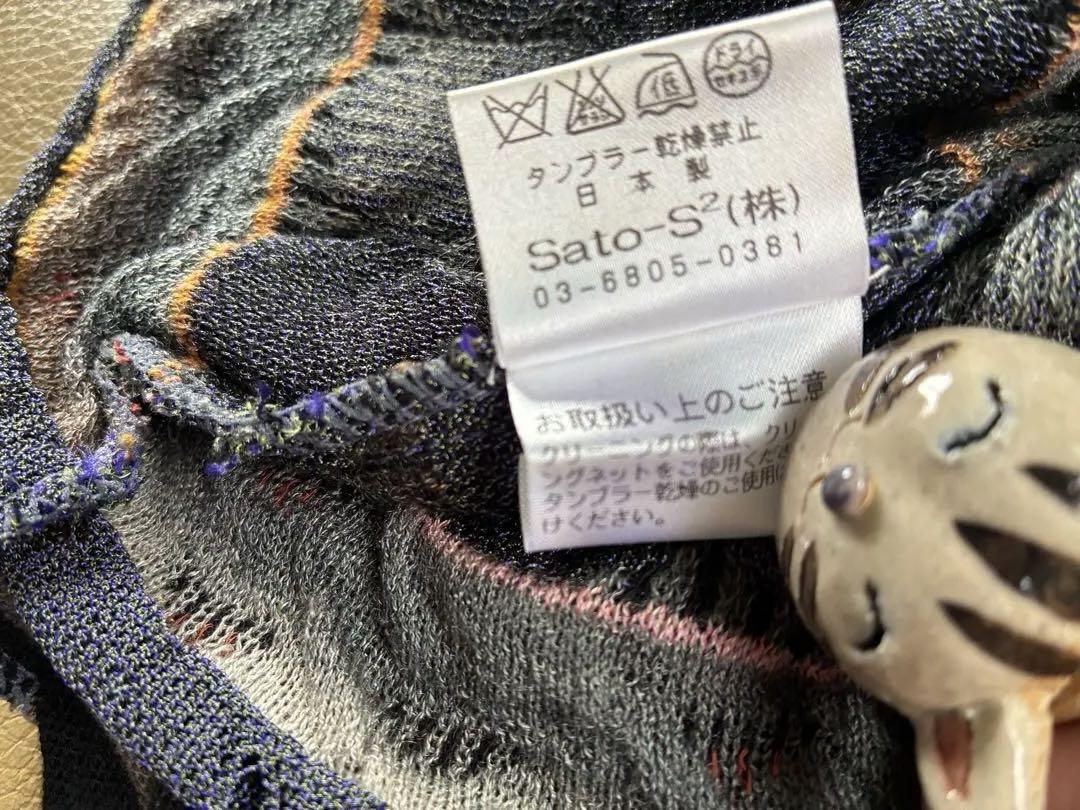 低 ドライ セキユ系
タンブラー乾燥禁止
日本製
Sato-S²(株)
03-6805-0381
お取扱い上のご注意
クリーニングの際は クリ
ングネットをご使用くださ
タンブラー乾燥のご使用は
けください。